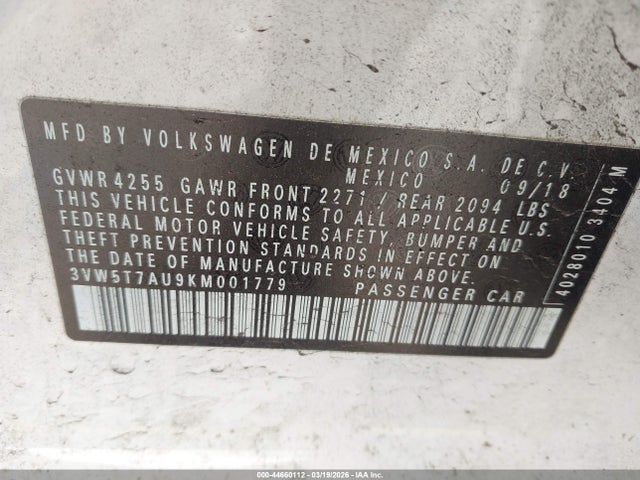 MFD BY VOLKSWAGEN DE MEXICO S.A. DE C.V.
MEXICO 09/18
GVWR 4255 GAWR FRONT 2271 / REAR 2094 LBS
THIS VEHICLE CONFORMS TO ALL APPLICABLE U.S.
FEDERAL MOTOR VEHICLE SAFETY, BUMPER AND
THEFT PREVENTION STANDARDS IN EFFECT ON
THE DATE OF MANUFACTURE SHOWN ABOVE.
3VW5T7AU9KM001779 PASSENGER CAR
4028010 3404 M
000-44660112 - 03/19/2026 - IAA Inc.